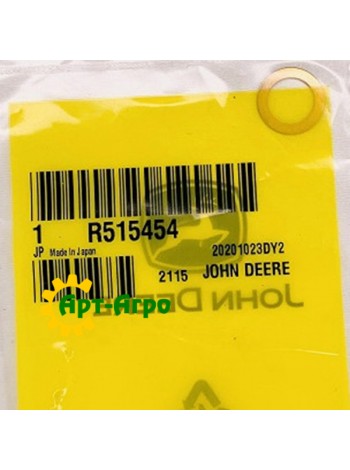 1 R515454
JP Made in Japan 20201023DY2
2115 JOHN DEERE
Арт-Агро
JOHN DEERE